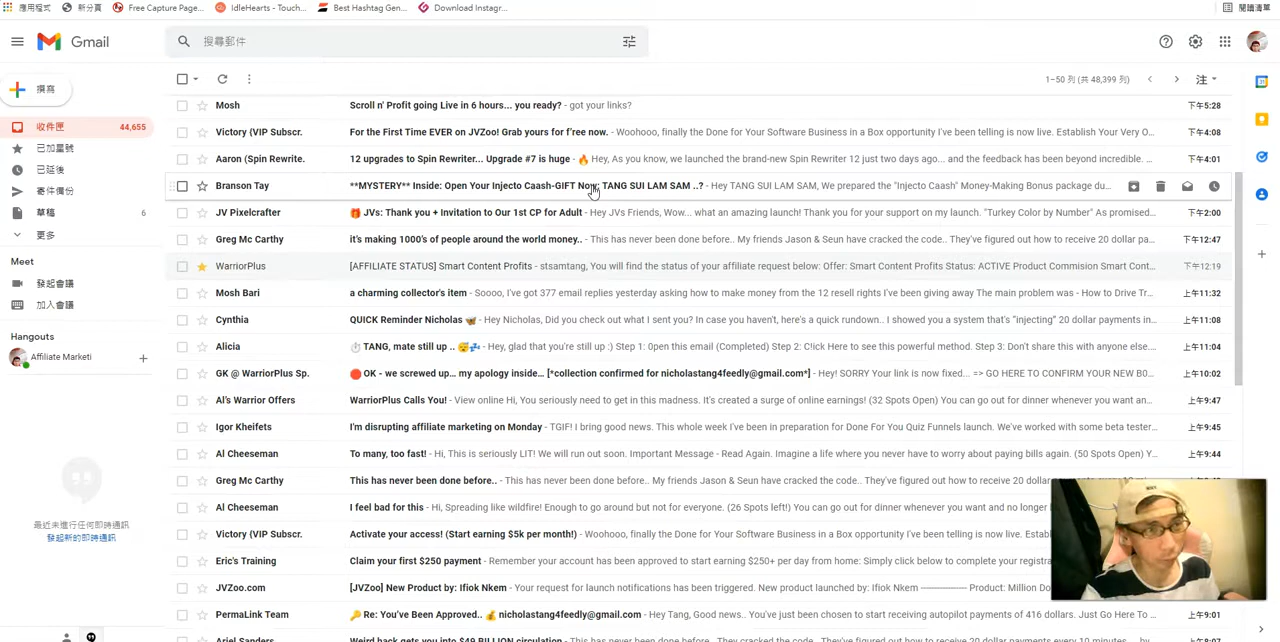 應用程式 新分頁 Free Capture Page... IdleHearts - Touch... Best Hashtag Gen... Download Instagr... 閱讀清單
Gmail 搜尋郵件
撰寫 1–50 列 (共 48,399 列) 注
收件匣 44,655
已加星號
已延後
寄件備份
草稿 6
更多
Meet
發起會議
加入會議
Hangouts
Affiliate Marketi
最近未進行任何即時通訊
發起新的即時通訊
Mosh Scroll n' Profit going Live in 6 hours... you ready? - got your links? 下午5:28
Victory (VIP Subscr. For the First Time EVER on JVZoo! Grab yours for f'ree now. - Woohooo, finally the Done for Your Software Business in a Box opportunity I've been telling is now live. Establish Your Very O... 下午4:08
Aaron (Spin Rewrite. 12 upgrades to Spin Rewriter... Upgrade #7 is huge - 🔥 Hey, As you know, we launched the brand-new Spin Rewriter 12 just two days ago... and the feedback has been beyond incredible. 下午4:01
Branson Tay **MYSTERY** Inside: Open Your Injecto Caash-GIFT Now, TANG SUI LAM SAM ..? - Hey TANG SUI LAM SAM, We prepared the "Injecto Caash" Money-Making Bonus package du...
JV Pixelcrafter 🎁 JVs: Thank you + Invitation to Our 1st CP for Adult - Hey JVs Friends, Wow... what an amazing launch! Thank you for your support on my launch. "Turkey Color by Number" As promised... 下午2:00
Greg Mc Carthy it's making 1000's of people around the world money.. - This has never been done before.. My friends Jason & Seun have cracked the code.. They've figured out how to receive 20 dollar pa... 下午12:47
WarriorPlus [AFFILIATE STATUS] Smart Content Profits - stsamtang, You will find the status of your affiliate request below: Offer: Smart Content Profits Status: ACTIVE Product Commision Smart Cont... 下午12:19
Mosh Bari a charming collector's item - Soooo, I've got 377 email replies yesterday asking how to make money from the 12 resell rights I've been giving away The main problem was - How to Drive Tr... 上午11:32
Cynthia QUICK Reminder Nicholas 🦋 - Hey Nicholas, Did you check out what I sent you? In case you haven't, here's a quick rundown.. I showed you a system that's "injecting" 20 dollar payments in... 上午11:08
Alicia ⏱️ TANG, mate still up .. 😴💤 - Hey, glad that you're still up :) Step 1: Open this email (Completed) Step 2: Click Here to see this powerful method. Step 3: Don't share this with anyone else.... 上午11:04
GK @ WarriorPlus Sp. 🛑 OK - we screwed up... my apology inside... [*collection confirmed for nicholastang4feedly@gmail.com*] - Hey! SORRY Your link is now fixed... => GO HERE TO CONFIRM YOUR NEW B0... 上午10:02
Al's Warrior Offers WarriorPlus Calls You! - View online Hi, You seriously need to get in this madness. It's created a surge of online earnings! (32 Spots Open) You can go out for dinner whenever you want an... 上午9:47
Igor Kheifets I'm disrupting affiliate marketing on Monday - TGIF! I bring good news. This whole week I've been in preparation for Done For You Quiz Funnels launch. We've worked with some beta tester... 上午9:45
Al Cheeseman To many, too fast! - Hi, This is seriously LIT! We will run out soon. Important Message - Read Again. Imagine a life where you never have to worry about paying bills again. (50 Spots Open) Y... 上午9:44
Greg Mc Carthy This has never been done before.. - My friends Jason & Seun have cracked the code.. They've figured out how to receive 20 dollar
Al Cheeseman I feel bad for this - Hi, Spreading like wildfire! Enough to go around but not for everyone. (26 Spots left!) You can go out for dinner whenever you want and no longer
Victory (VIP Subscr. Activate your access! (Start earning $5k per month!) - Woohooo, finally the Done for Your Software Business in a Box opportunity I've been telling is now live. Establ
Eric's Training Claim your first $250 payment - Remember your account has been approved to start earning $250+ per day from home: Simply click below to complete your registra
JVZoo.com [JVZoo] New Product by: Ifiok Nkem - Your request for launch notifications has been triggered. New product launched by: Ifiok Nkem Product: Million Do
PermaLink Team 🔑 Re: You've Been Approved.. 💰 nicholastang4feedly@gmail.com - Hey Tang, Good news.. You've just been chosen to start receiving autopilot payments of 416 dollars. Just Go Here To 上午9:01
Ariel Sanders Weird hack gets you into $49 BILLION circulation